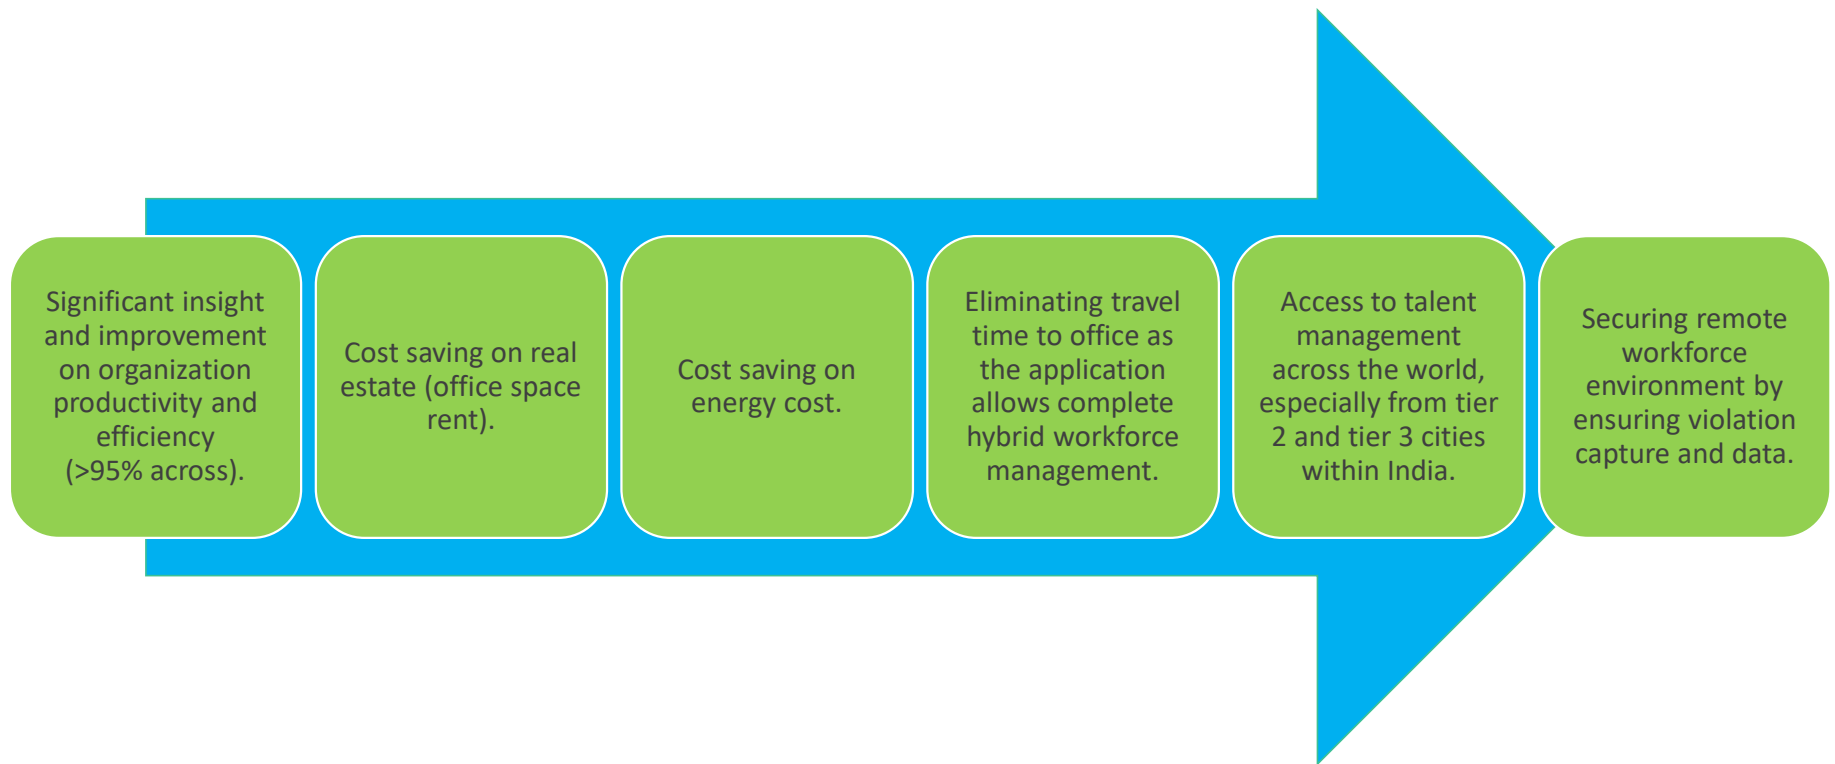 Significant insight
and improvement
on organization
productivity and
efficiency
(>95% across).
Cost saving on real
estate (office space
rent).
Cost saving on
energy cost.
Eliminating travel
time to office as
the application
allows complete
hybrid workforce
management.
Access to talent
management
across the world,
especially from tier
2 and tier 3 cities
within India.
Securing remote
workforce
environment by
ensuring violation
capture and data.